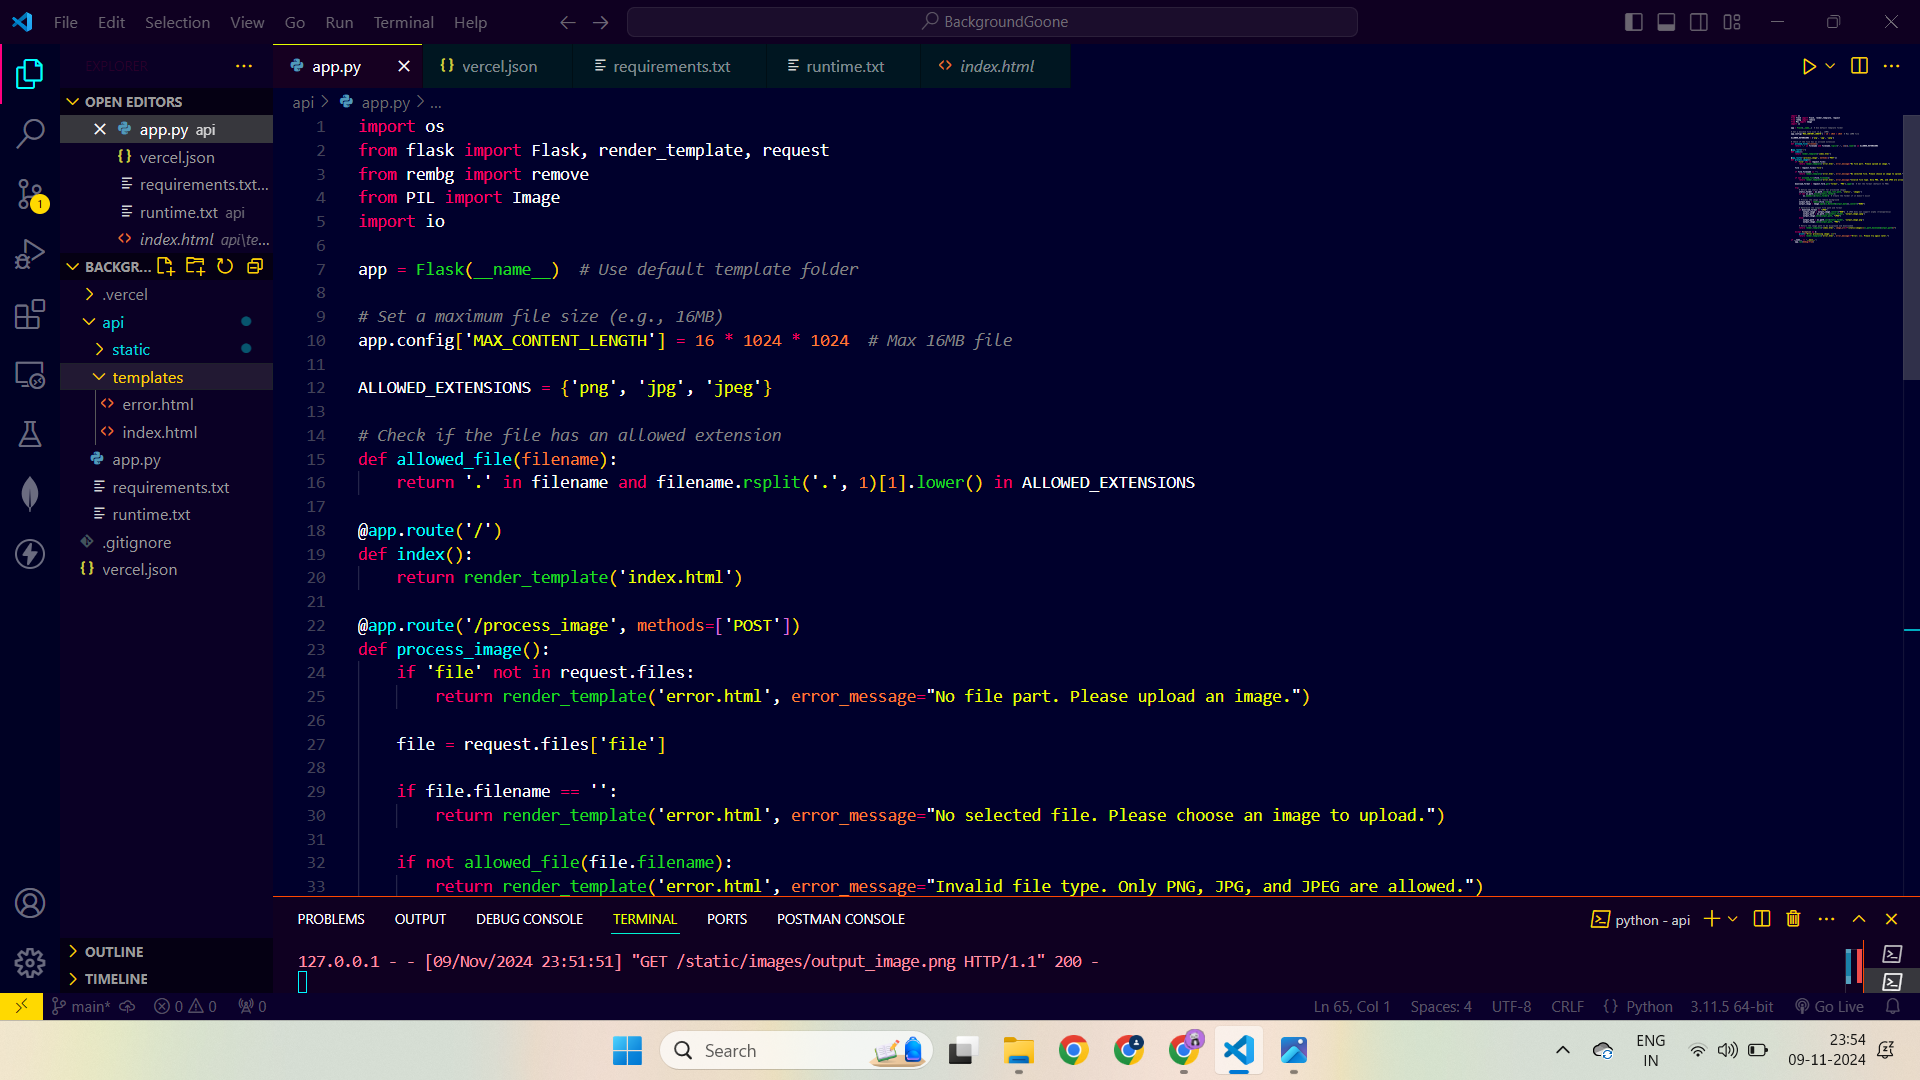 File Edit Selection View Go Run Terminal Help
BackgroundGoone
EXPLORER
app.py
vercel.json
requirements.txt
runtime.txt
index.html
OPEN EDITORS
app.py api
vercel.json
requirements.txt...
runtime.txt api
index.html api\te...
BACKGR...
.vercel
api
static
templates
error.html
index.html
app.py
requirements.txt
runtime.txt
.gitignore
vercel.json
OUTLINE
TIMELINE
1
api > app.py > ...
1 import os
2 from flask import Flask, render_template, request
3 from rembg import remove
4 from PIL import Image
5 import io
6
7 app = Flask(__name__)  # Use default template folder
8
9 # Set a maximum file size (e.g., 16MB)
10 app.config['MAX_CONTENT_LENGTH'] = 16 * 1024 * 1024  # Max 16MB file
11
12 ALLOWED_EXTENSIONS = {'png', 'jpg', 'jpeg'}
13
14 # Check if the file has an allowed extension
15 def allowed_file(filename):
16     return '.' in filename and filename.rsplit('.', 1)[1].lower() in ALLOWED_EXTENSIONS
17
18 @app.route('/')
19 def index():
20     return render_template('index.html')
21
22 @app.route('/process_image', methods=['POST'])
23 def process_image():
24     if 'file' not in request.files:
25         return render_template('error.html', error_message="No file part. Please upload an image.")
26
27     file = request.files['file']
28
29     if file.filename == '':
30         return render_template('error.html', error_message="No selected file. Please choose an image to upload.")
31
32     if not allowed_file(file.filename):
33         return render_template('error.html', error_message="Invalid file type. Only PNG, JPG, and JPEG are allowed.")
PROBLEMS OUTPUT DEBUG CONSOLE TERMINAL PORTS POSTMAN CONSOLE
python - api
127.0.0.1 - - [09/Nov/2024 23:51:51] "GET /static/images/output_image.png HTTP/1.1" 200 -
main* 0 0 0
Ln 65, Col 1 Spaces: 4 UTF-8 CRLF {} Python 3.11.5 64-bit Go Live
Search
ENG
IN
23:54
09-11-2024